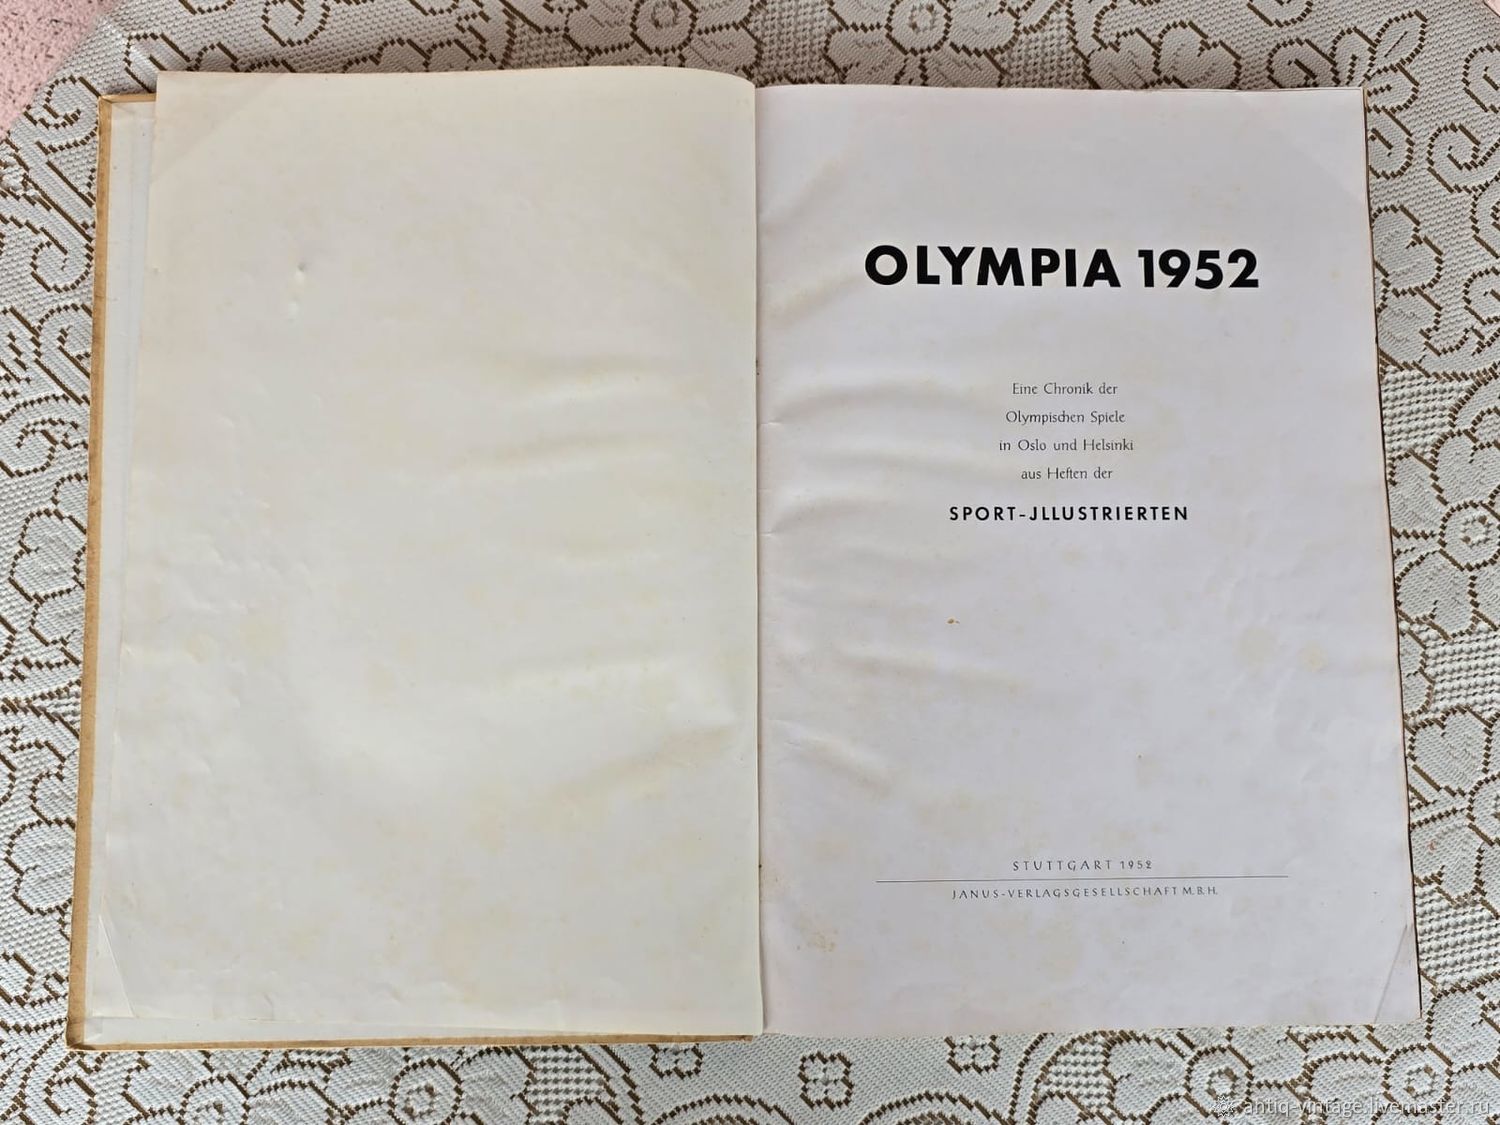 OLYMPIA 1952
Eine Chronik der
Olympischen Spiele
in Oslo und Helsinki
aus Heften der
SPORT-JLLUSTRIERTEN
STUTTGART 1952
JANUS-VERLAGSGESELLSCHAFT M.B.H.
antiq-vintage.livemaster.ru